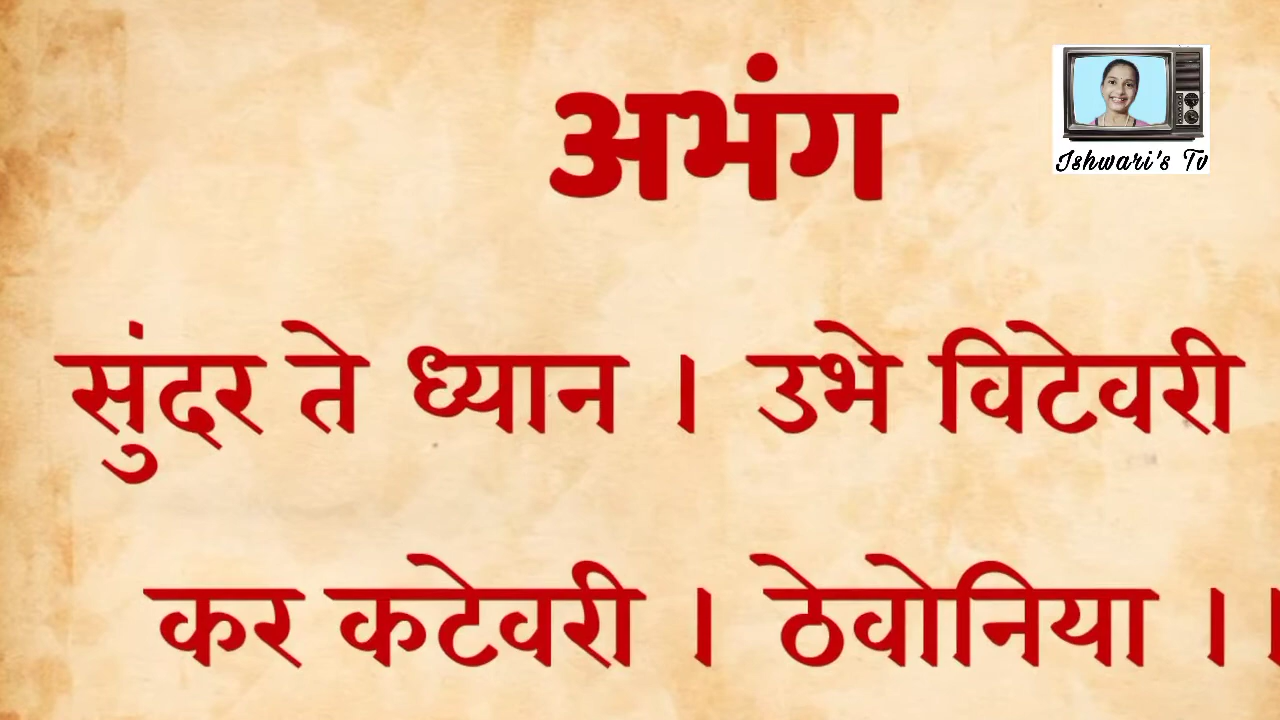 अभंग
Ishwari's Tv
सुंदर ते ध्यान । उभे विटेवरी
कर कटेवरी । ठेवोनिया ।।